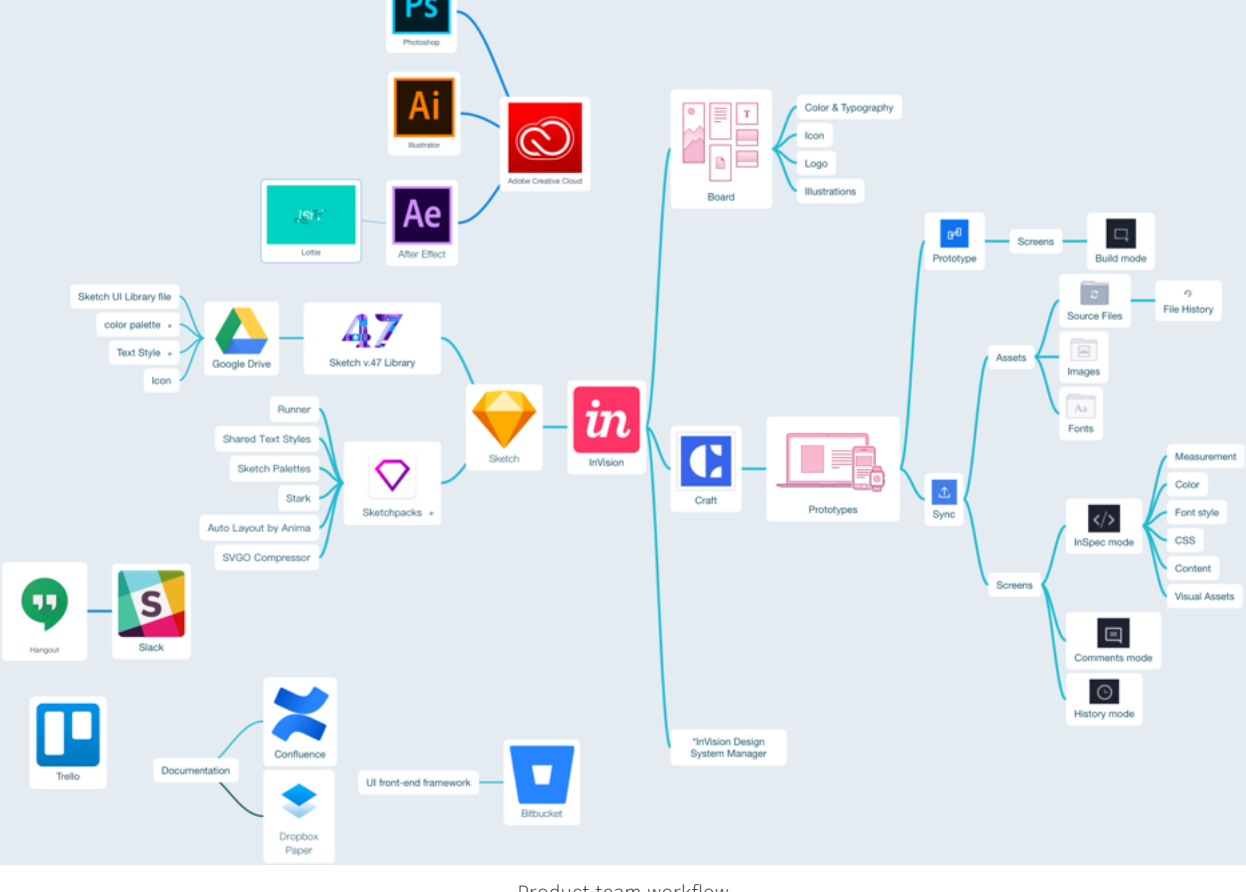 Ps
Photoshop
Ai
Illustrator
Adobe Creative Cloud
Lottie
Ae
After Effect
Sketch UI Library file
color palette
Text Style
Icon
Google Drive
47
Sketch v.47 Library
Runner
Shared Text Styles
Sketch Palettes
Stark
Auto Layout by Anima
SVGO Compressor
Sketchpacks
Sketch
in
InVision
T
Board
Color & Typography
Icon
Logo
Illustrations
Craft
Prototypes
Prototype
Screens
Build mode
Sync
Assets
Source Files
File History
Images
Aa
Fonts
Screens
</>
InSpec mode
Measurement
Color
Font style
CSS
Content
Visual Assets
Comments mode
History mode
"InVision Design
System Manager
Hangout
S
Slack
Trello
Documentation
Confluence
Dropbox
Paper
UI front-end framework
Bitbucket
Product team workflow